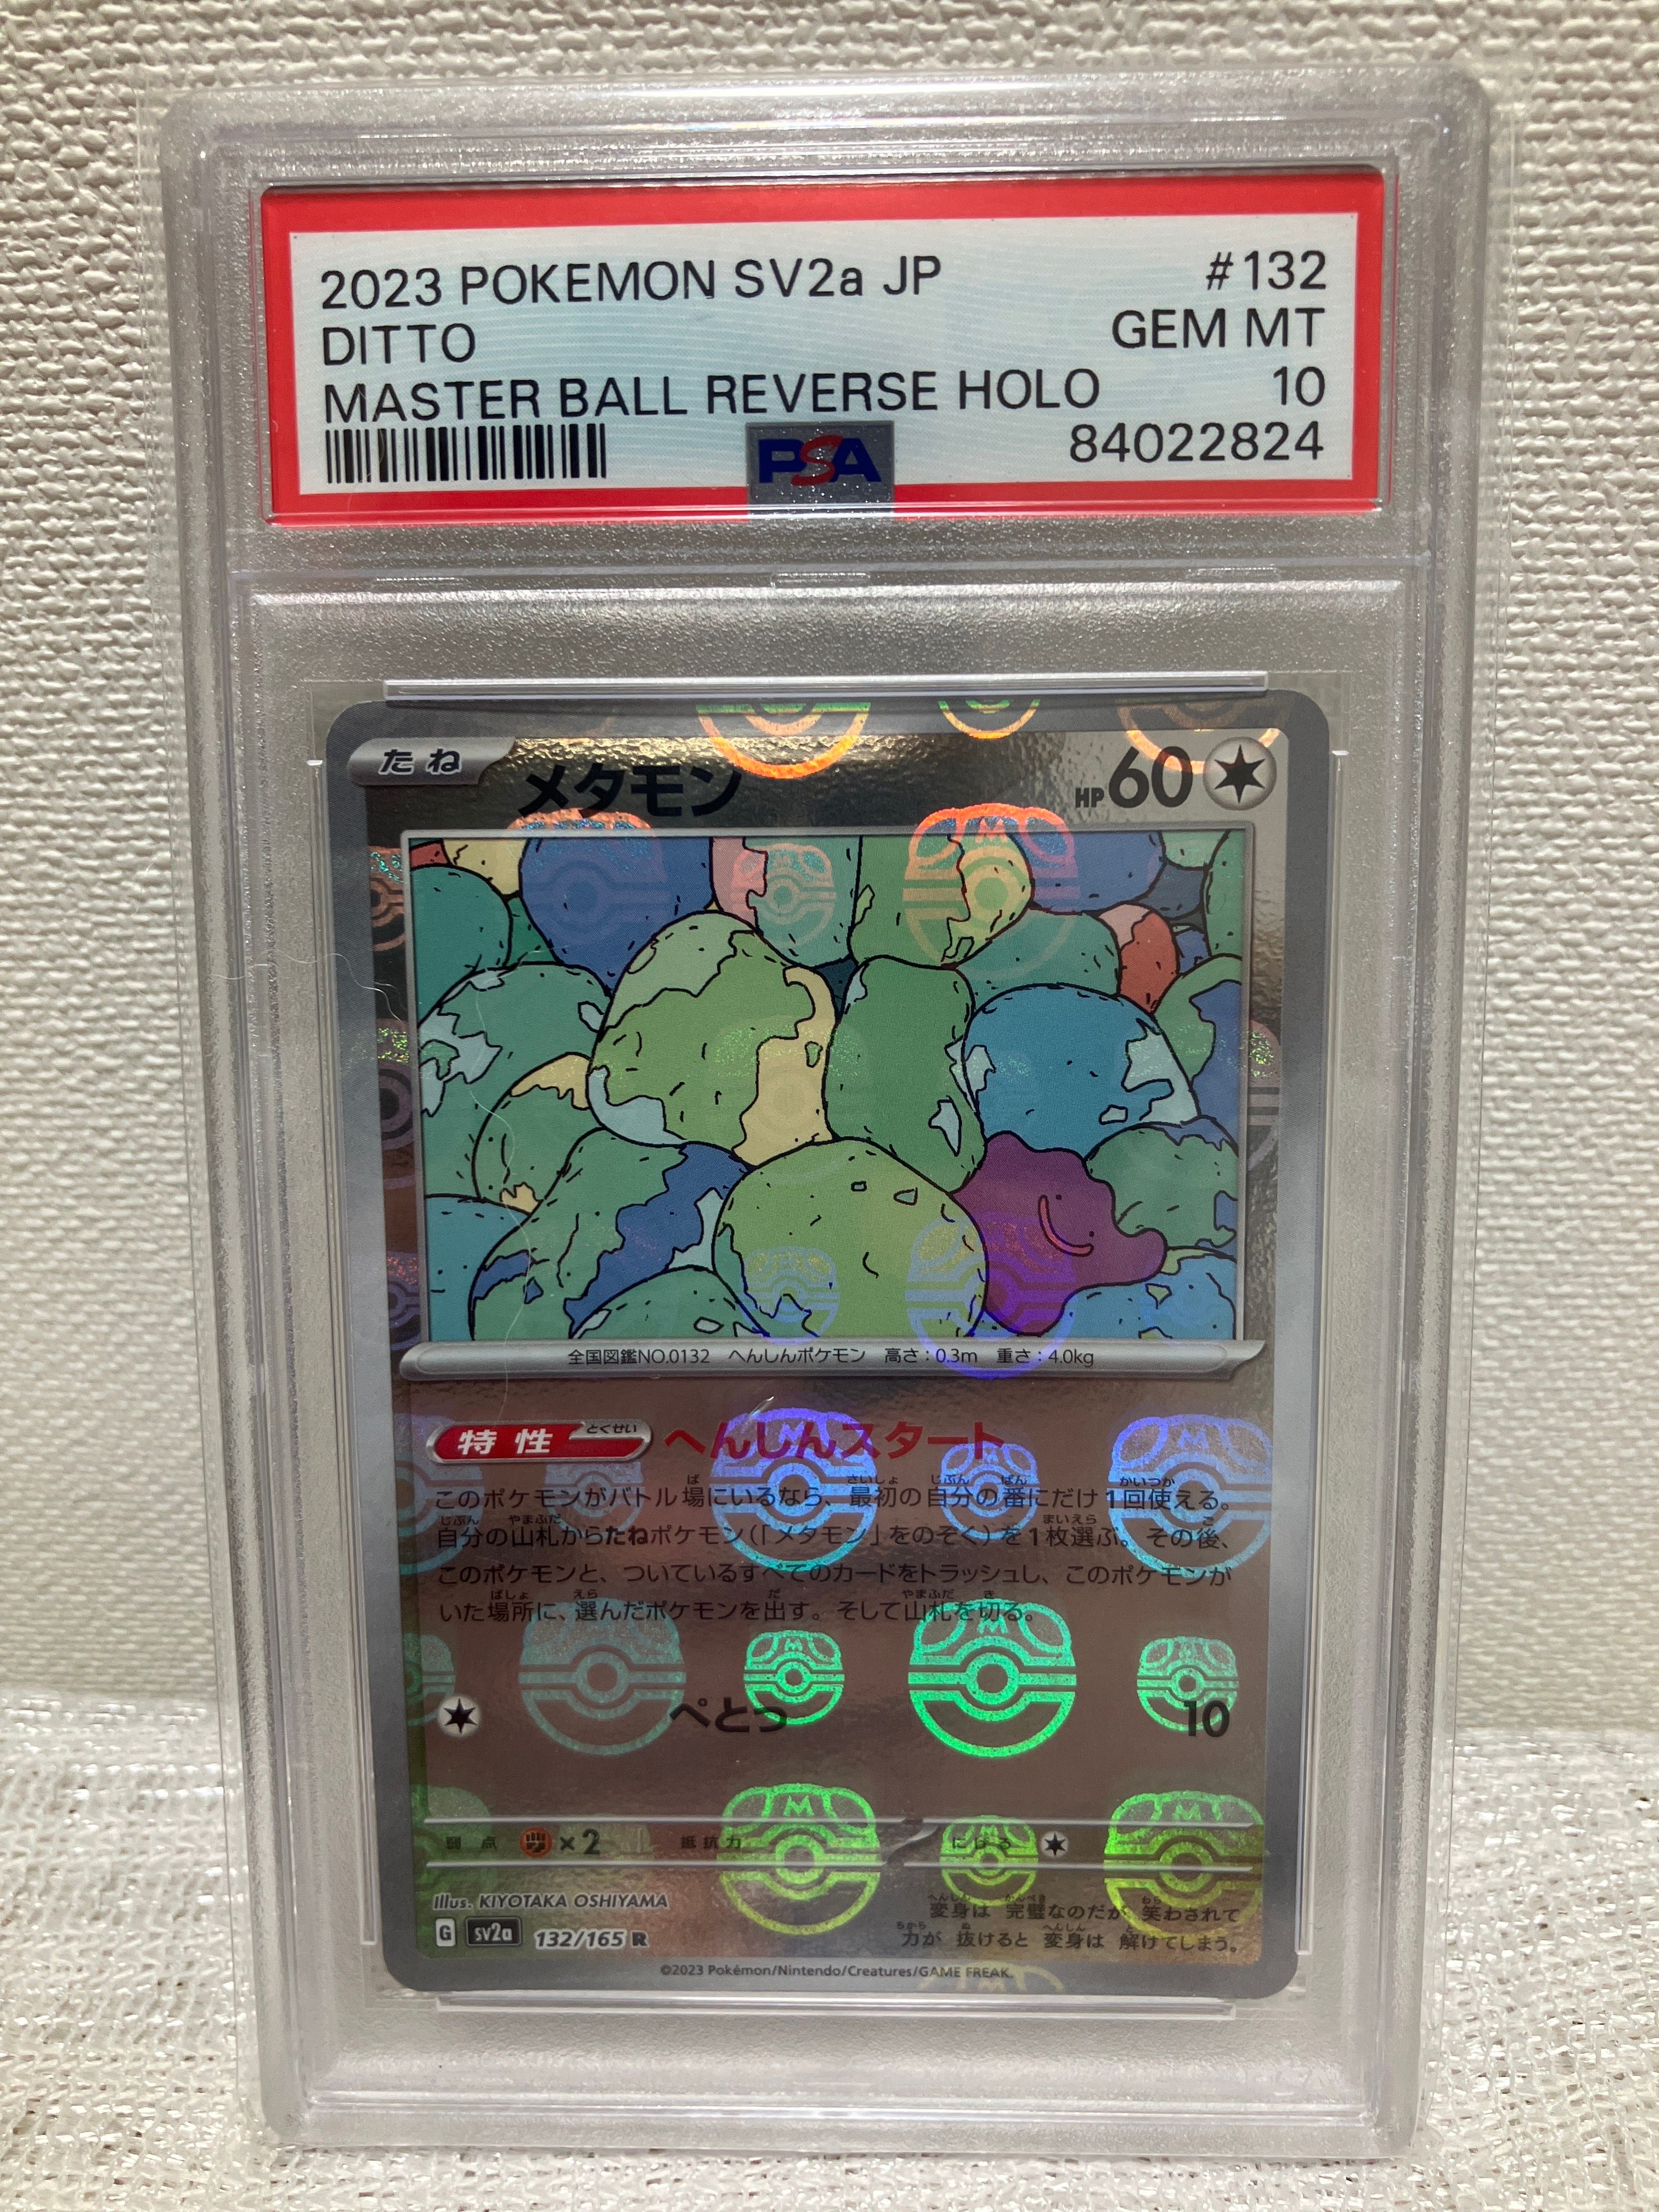 2023 POKEMON SV2a JP #132
DITTO GEM MT
MASTER BALL REVERSE HOLO 10
PSA 84022824
たね メタモン HP 60
全国図鑑NO.0132 へんしんポケモン 高さ:0.3m 重さ:4.0kg
特性 とくせい へんしんスタート
このポケモンがバトル場にいるなら、最初の自分の番にだけ1回使える。
自分の山札からたねポケモン(「メタモン」をのぞく)を1枚選ぶ。その後、
このポケモンと、ついているすべてのカードをトラッシュし、このポケモンが
いた場所に、選んだポケモンを出す。そして山札を切る。
ぺとっ 10
弱点 ×2 抵抗力 にげる
Illus. KIYOTAKA OSHIYAMA
G sv2a 132/165 R
変身は 完璧なのだが 笑わされて
力が 抜けると 変身は 解けてしまう。
©2023 Pokémon/Nintendo/Creatures/GAME FREAK.